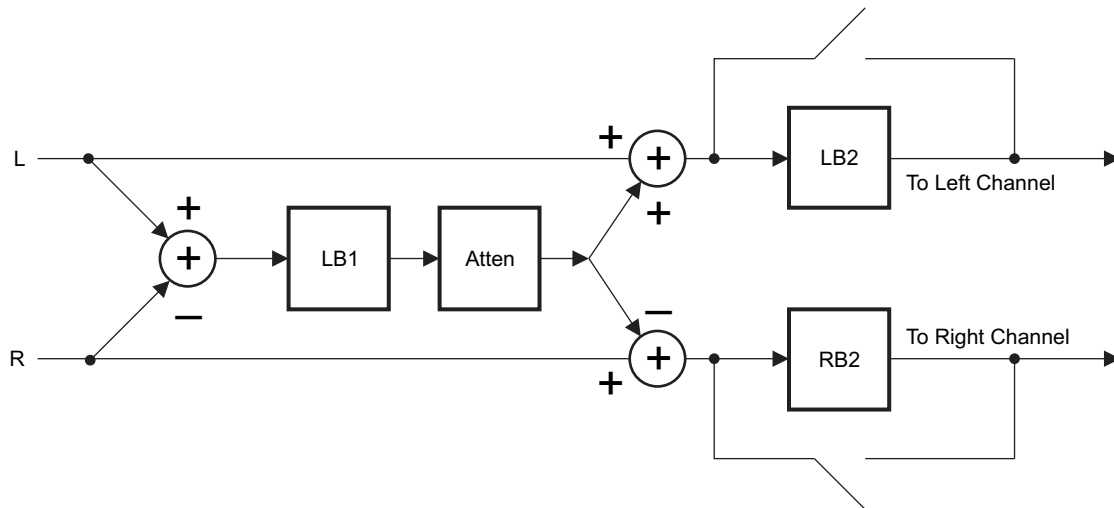 L
+
+
+
LB2
To Left Channel
+
+
+
LB1
Atten
−
−
To Right Channel
R
+
+
RB2